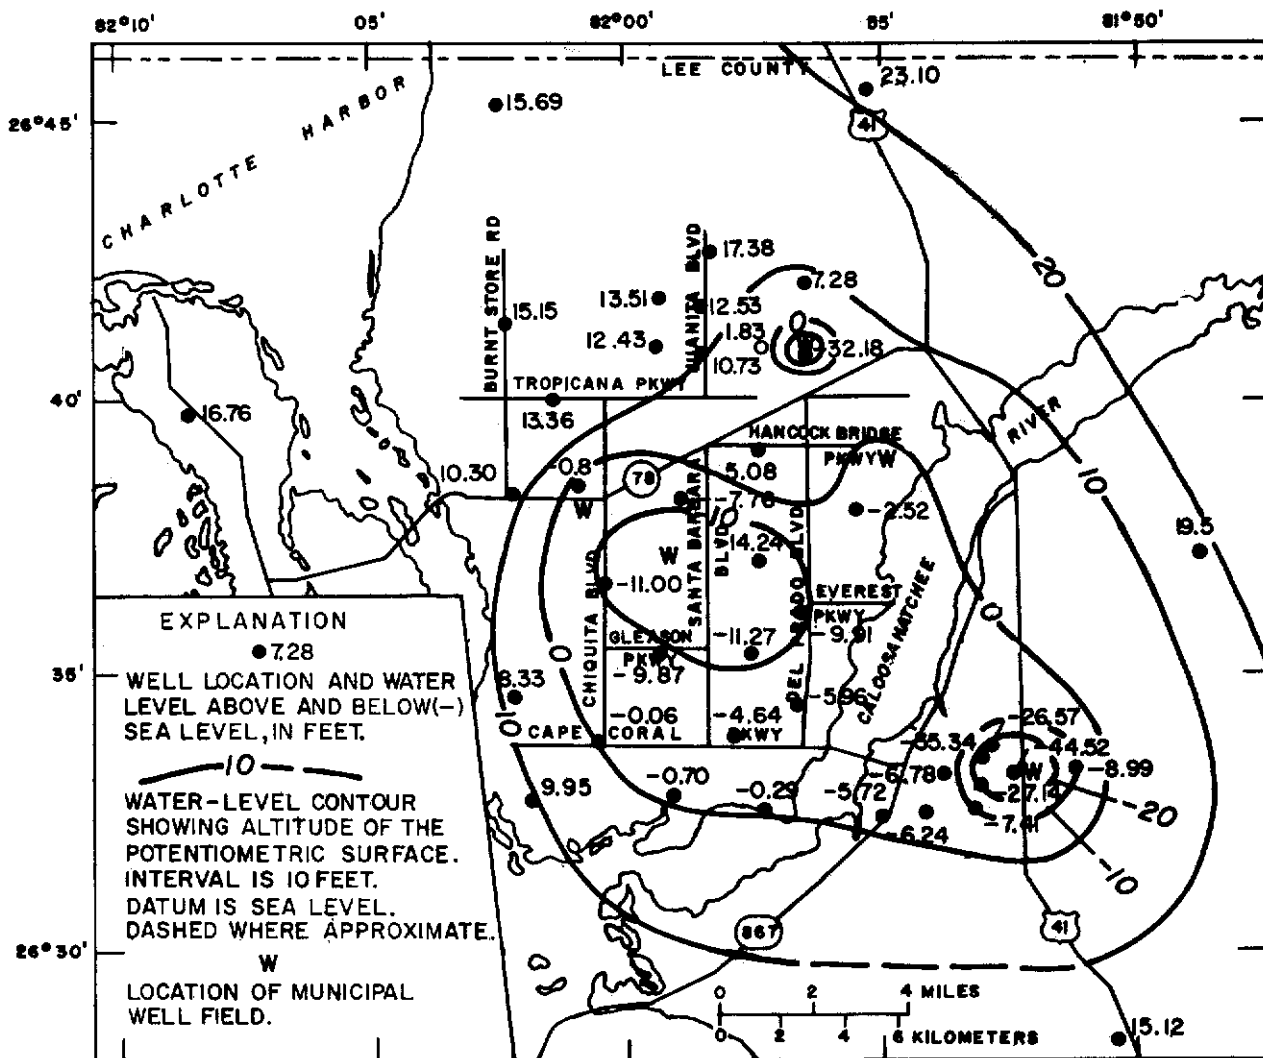 82°10' 05' 82°00' 55' 81°50'
LEE COUNTY
23.10
15.69
41
26°45'
CHARLOTTE HARBOR
BURNT STORE RD
JUANITA BLVD
17.38
20
7.28
13.51
12.53
15.15
0
1.83
12.43
-32.18
10.73
TROPICANA PKWY
40'
13.36
16.76
RIVER
HANCOCK BRIDGE
PKWY W
10.30
-0.8
78
5.08
10
-7.76
W
-2.52
19.5
SANTA BARBARA
BLVD
14.24
W
CHIQUITA BLVD
-11.00
DEL PRADO BLVD
EVEREST
PKWY
CALOOSAHATCHEE
0
GLEASON
PKWY
-11.27
-9.91
0
-9.87
35'
8.33
-5.96
10
-0.06
-4.64
CAPE CORAL PKWY
-26.57
-35.34
44.52
-6.78
W
-8.99
-0.70
-0.29
-5.72
-27.14
-20
9.95
-7.41
-6.24
-10
867
41
26°30'
EXPLANATION
7.28
WELL LOCATION AND WATER
LEVEL ABOVE AND BELOW(-)
SEA LEVEL, IN FEET.
10
WATER-LEVEL CONTOUR
SHOWING ALTITUDE OF THE
POTENTIOMETRIC SURFACE.
INTERVAL IS 10 FEET.
DATUM IS SEA LEVEL.
DASHED WHERE APPROXIMATE.
W
LOCATION OF MUNICIPAL
WELL FIELD.
0 2 4 MILES
0 2 4 6 KILOMETERS
15.12